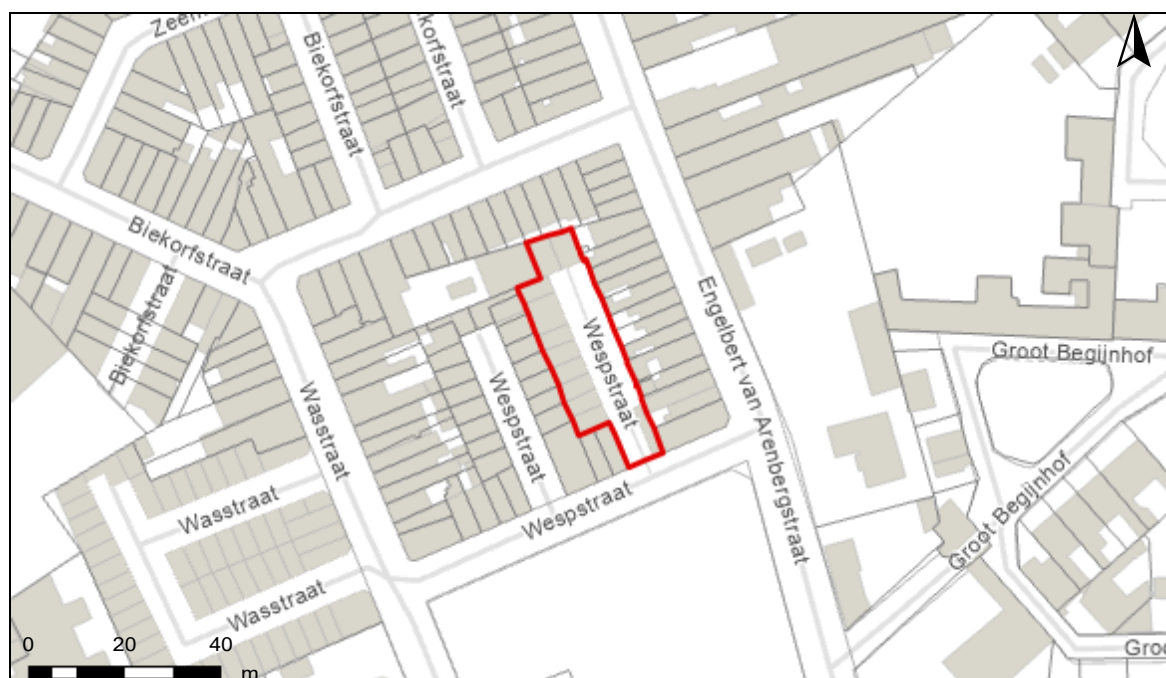 Zeem
Biekorfstraat
korfstraat
Biekorfstraat
Biekorfstraat
Engelbert van Arenbergstraat
Wespstraat
Groot Begijnhof
Wasstraat
Wespstraat
Wespstraat
Groot Begijnhof
Wasstraat
Wasstraat
Groo
0 20 40
m